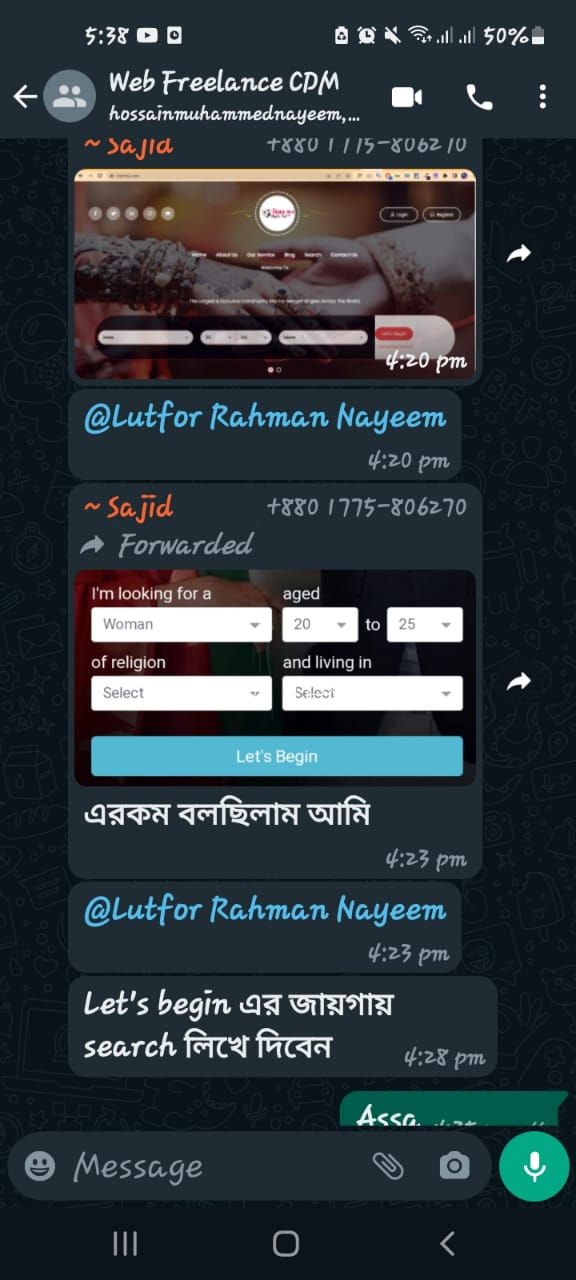 5:38
50%
Web Freelance CDM
hossainmuhammednayeem,...
~ Sajid +880 1775-806270
Login
Register
Home About Us Our Service Blog Search Contact Us
Welcome To
The Largest & Exclusive Community Site For Bengali Singles Across The World.
Let's Begin
4:20 pm
@Lutfor Rahman Nayeem
4:20 pm
~ Sajid +880 1775-806270
Forwarded
I'm looking for a aged
Woman 20 to 25
of religion and living in
Select Select
Let's Begin
এরকম বলছিলাম আমি
4:23 pm
@Lutfor Rahman Nayeem
4:23 pm
Let's begin এর জায়গায়
search লিখে দিবেন
4:28 pm
Assa
Message